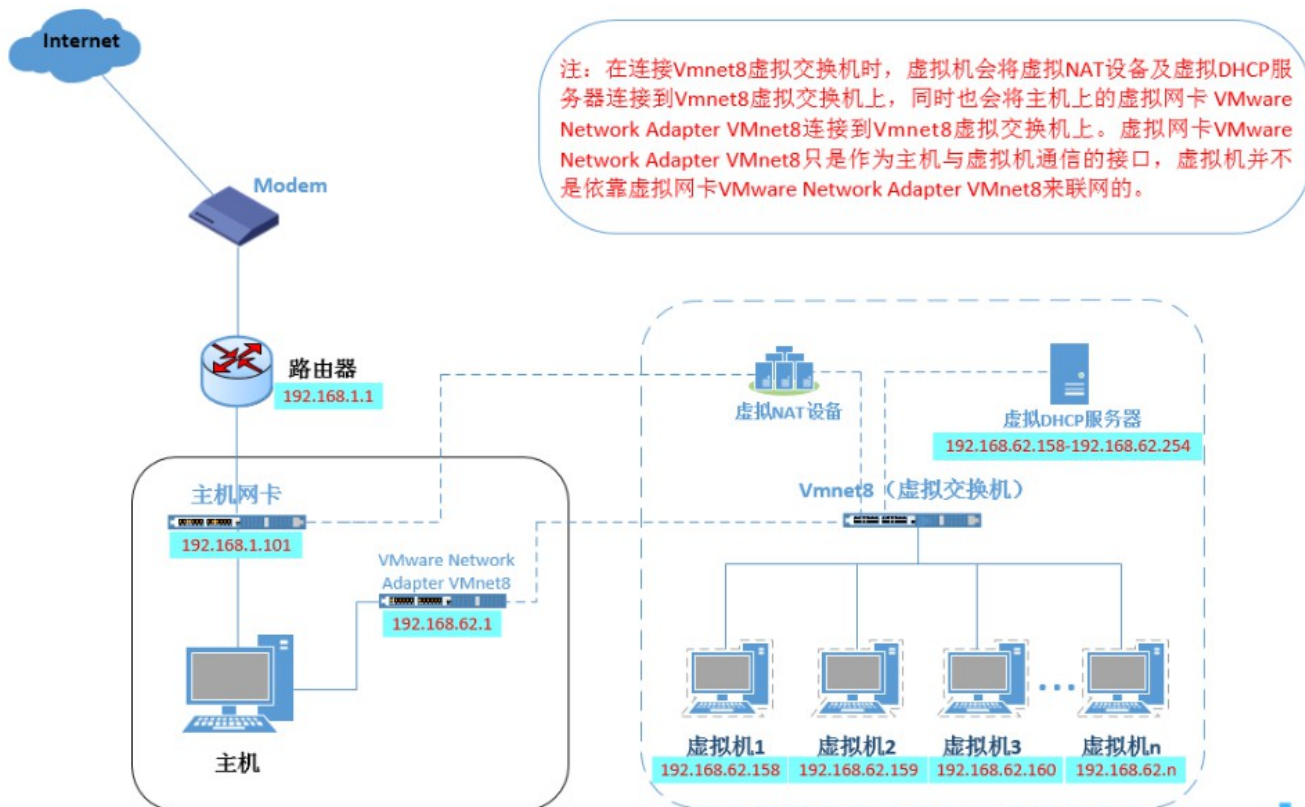 Internet
注：在连接Vmnet8虚拟交换机时，虚拟机会将虚拟NAT设备及虚拟DHCP服
务器连接到Vmnet8虚拟交换机上，同时也会将主机上的虚拟网卡 VMware
Network Adapter VMnet8连接到Vmnet8虚拟交换机上。虚拟网卡VMware
Network Adapter VMnet8只是作为主机与虚拟机通信的接口，虚拟机并不
是依靠虚拟网卡VMware Network Adapter VMnet8来联网的。
Modem
路由器
192.168.1.1
虚拟NAT设备
虚拟DHCP服务器
192.168.62.158-192.168.62.254
主机网卡
192.168.1.101
Vmnet8（虚拟交换机）
VMware Network
Adapter VMnet8
192.168.62.1
主机
虚拟机1
192.168.62.158
虚拟机2
192.168.62.159
虚拟机3
192.168.62.160
虚拟机n
192.168.62.n